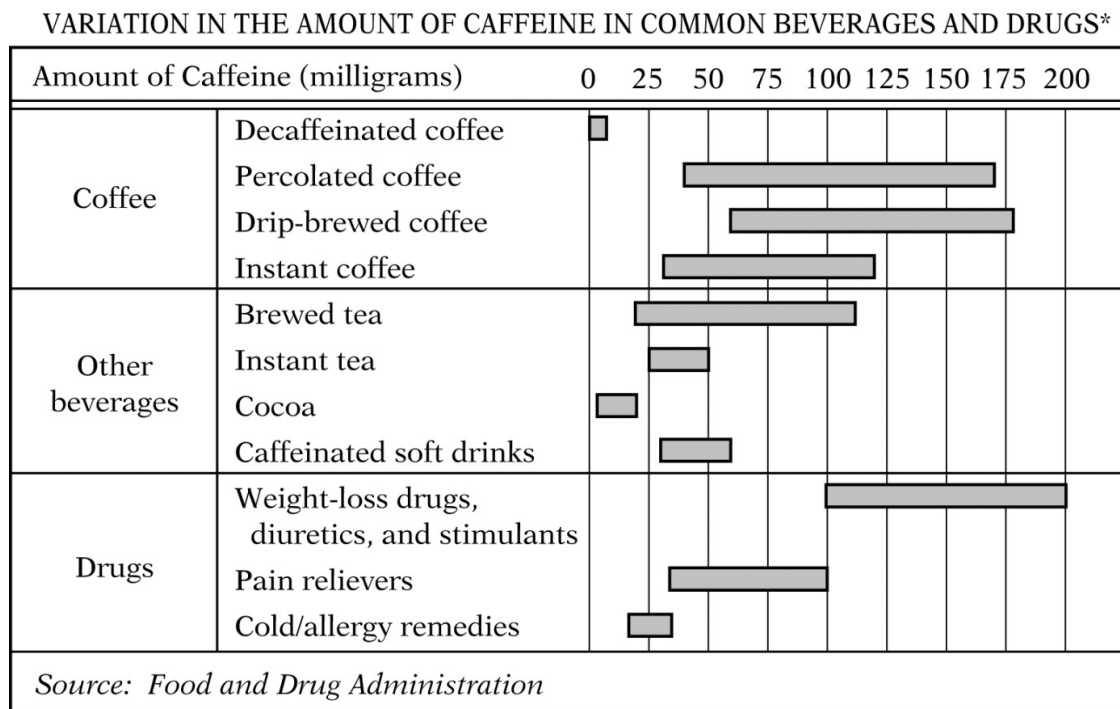 VARIATION IN THE AMOUNT OF CAFFEINE IN COMMON BEVERAGES AND DRUGS*
Amount of Caffeine (milligrams) 0 25 50 75 100 125 150 175 200
Coffee
Decaffeinated coffee
Percolated coffee
Drip-brewed coffee
Instant coffee
Other
beverages
Brewed tea
Instant tea
Cocoa
Caffeinated soft drinks
Drugs
Weight-loss drugs,
diuretics, and stimulants
Pain relievers
Cold/allergy remedies
Source: Food and Drug Administration